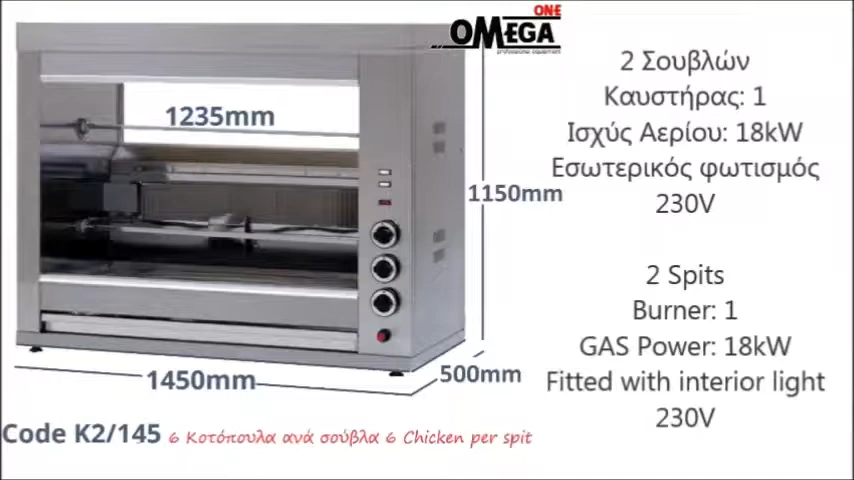 ONE
OMEGA
professional equipment
1235mm
1150mm
1450mm
500mm
2 Σουβλών
Καυστήρας: 1
Ισχύς Αερίου: 18kW
Εσωτερικός φωτισμός
230V
2 Spits
Burner: 1
GAS Power: 18kW
Fitted with interior light
230V
Code K2/145 6 Κοτόπουλα ανά σούβλα 6 Chicken per spit